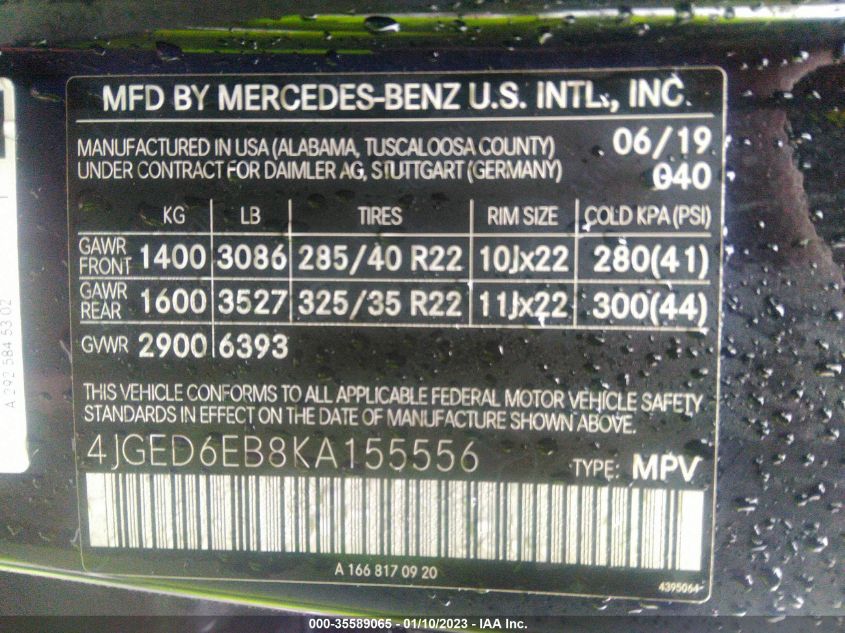 MFD BY MERCEDES-BENZ U.S. INTL., INC.
MANUFACTURED IN USA (ALABAMA, TUSCALOOSA COUNTY) 06/19
UNDER CONTRACT FOR DAIMLER AG, STUTTGART (GERMANY) 040
KG LB TIRES RIM SIZE COLD KPA (PSI)
GAWR FRONT 1400 3086 285/40 R22 10Jx22 280(41)
GAWR REAR 1600 3527 325/35 R22 11Jx22 300(44)
GVWR 2900 6393
THIS VEHICLE CONFORMS TO ALL APPLICABLE FEDERAL MOTOR VEHICLE SAFETY
STANDARDS IN EFFECT ON THE DATE OF MANUFACTURE SHOWN ABOVE.
4JGED6EB8KA155556 TYPE: MPV
A 166 817 09 20
4395064
A 292 584 53 02
000-35589065 - 01/10/2023 - IAA Inc.